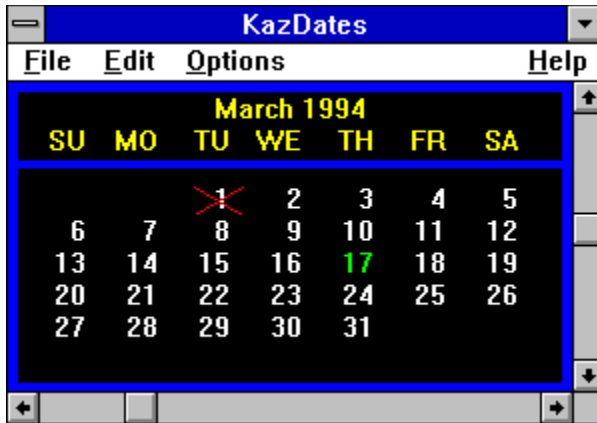 KazDates
File Edit Options Help
March 1994
SU MO TU WE TH FR SA
1 2 3 4 5
6 7 8 9 10 11 12
13 14 15 16 17 18 19
20 21 22 23 24 25 26
27 28 29 30 31